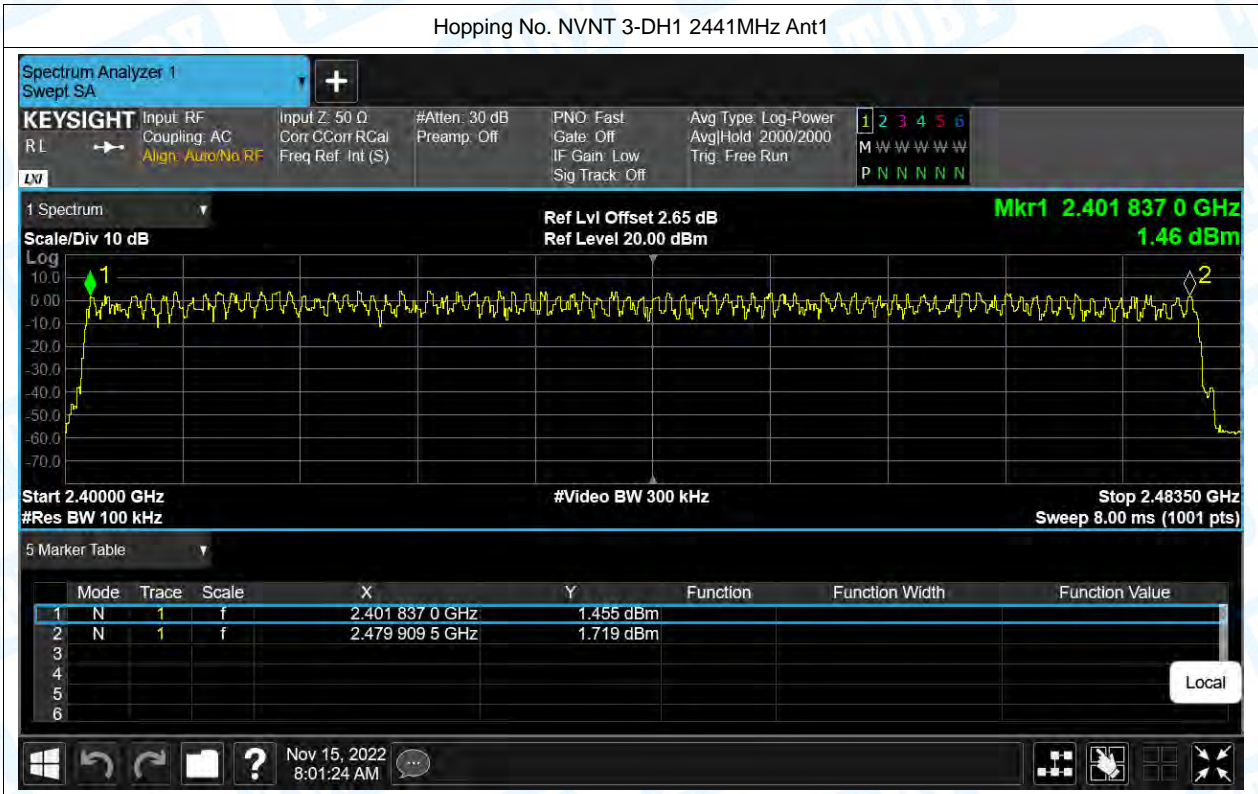 Hopping No. NVNT 3-DH1 2441MHz Ant1
Spectrum Analyzer 1
Swept SA
+
KEYSIGHT
RL
LXI
Input: RF
Coupling: AC
Align: Auto/No RF
Input Z: 50 Ω
Corr CCorr RCal
Freq Ref: Int (S)
#Atten: 30 dB
Preamp: Off
PNO: Fast
Gate: Off
IF Gain: Low
Sig Track: Off
Avg Type: Log-Power
Avg|Hold: 2000/2000
Trig: Free Run
1 2 3 4 5 6
M W W W W W
P N N N N N
1 Spectrum
Scale/Div 10 dB
Ref Lvl Offset 2.65 dB
Ref Level 20.00 dBm
Mkr1 2.401 837 0 GHz
1.46 dBm
Log
10.0
0.00
-10.0
-20.0
-30.0
-40.0
-50.0
-60.0
-70.0
1
2
Start 2.40000 GHz
#Res BW 100 kHz
#Video BW 300 kHz
Stop 2.48350 GHz
Sweep 8.00 ms (1001 pts)
5 Marker Table
Mode Trace Scale X Y Function Function Width Function Value
1 N 1 f 2.401 837 0 GHz 1.455 dBm
2 N 1 f 2.479 909 5 GHz 1.719 dBm
3
4
5
6
Local
?
Nov 15, 2022
8:01:24 AM